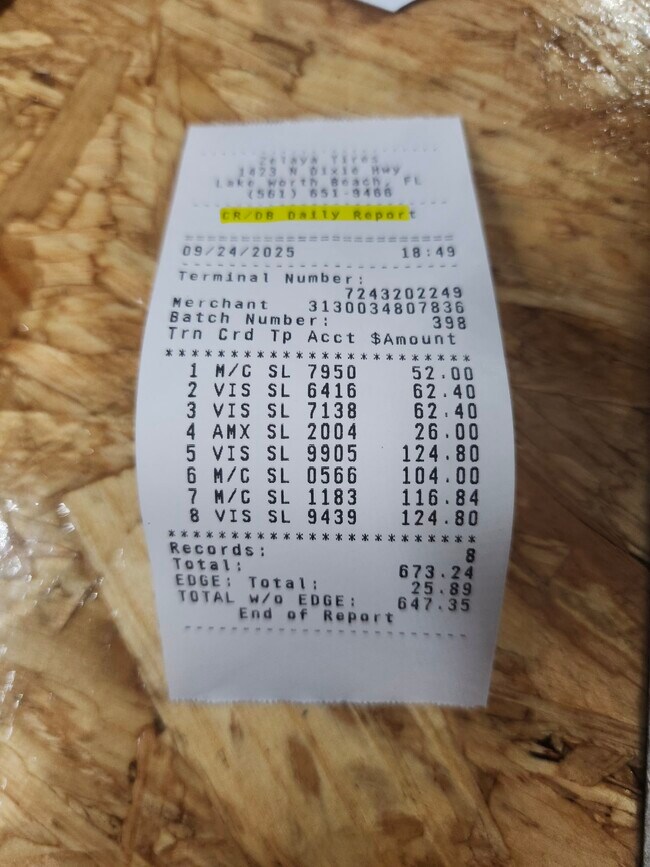 Zelaya Tires
1423 N Dixie Hwy
Lake Worth Beach, FL
(561) 651-9466
CR/DB Daily Report
================================
09/24/2025 18:49
Terminal Number:
7243202249
Merchant 3130034807836
Batch Number: 398
Trn Crd Tp Acct $Amount
************************
1 M/C SL 7950 52.00
2 VIS SL 6416 62.40
3 VIS SL 7138 62.40
4 AMX SL 2004 26.00
5 VIS SL 9905 124.80
6 M/C SL 0566 104.00
7 M/C SL 1183 116.84
8 VIS SL 9439 124.80
************************
Records: 8
Total: 673.24
EDGE: Total: 25.89
TOTAL W/O EDGE: 647.35
End of Report
------------------------